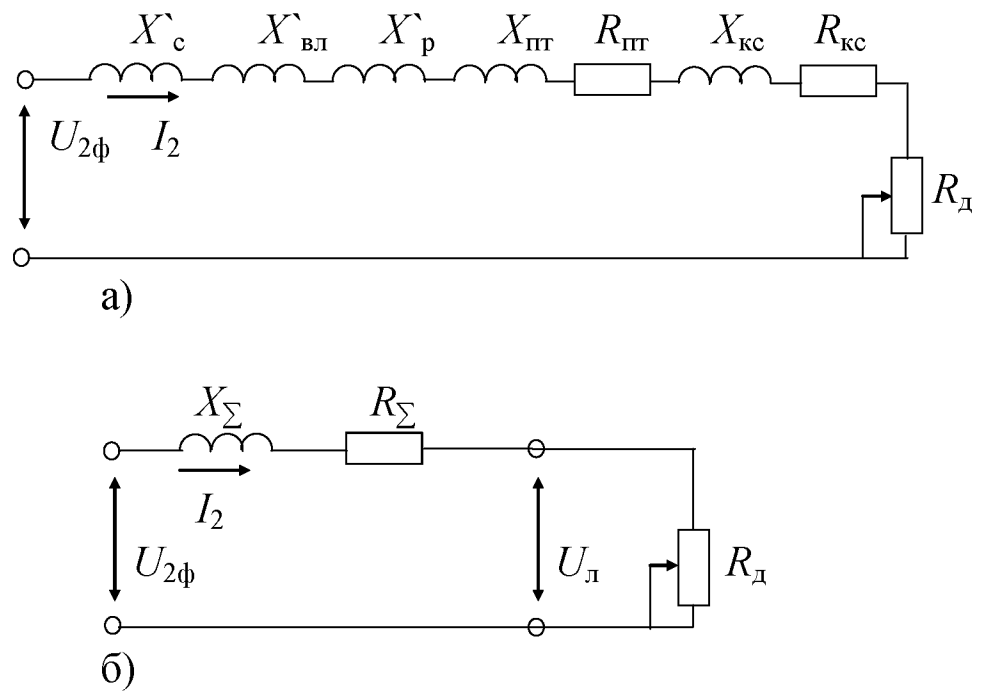 X`с X`вл X`р Xпт Rпт Xкс Rкс
U2ф I2 Rд
а)
X∑ R∑
I2
U2ф Uл Rд
б)